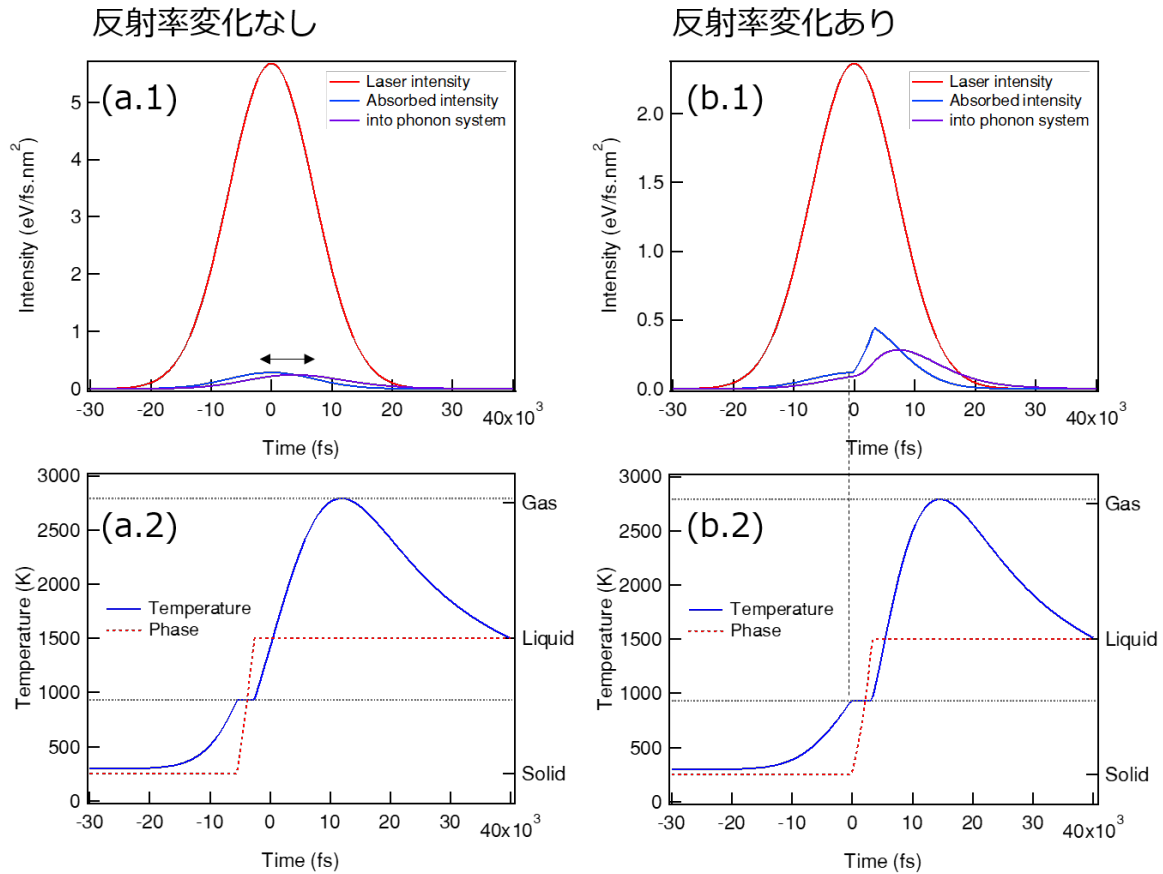 反射率変化なし
反射率変化あり
(a.1)
Laser intensity
Absorbed intensity
into phonon system
Intensity (eV/fs.nm²)
5
4
3
2
1
0
-30
-20
-10
0
10
20
30
40x10³
Time (fs)
(b.1)
Laser intensity
Absorbed intensity
into phonon system
Intensity (eV/fs.nm²)
2.0
1.5
1.0
0.5
0.0
-30
-20
-10
0
10
20
30
40x10³
Time (fs)
(a.2)
Temperature
Phase
Temperature (K)
3000
2500
2000
1500
1000
500
0
Gas
Liquid
Solid
-30
-20
-10
0
10
20
30
40x10³
Time (fs)
(b.2)
Temperature
Phase
Temperature (K)
3000
2500
2000
1500
1000
500
0
Gas
Liquid
Solid
-30
-20
-10
0
10
20
30
40x10³
Time (fs)